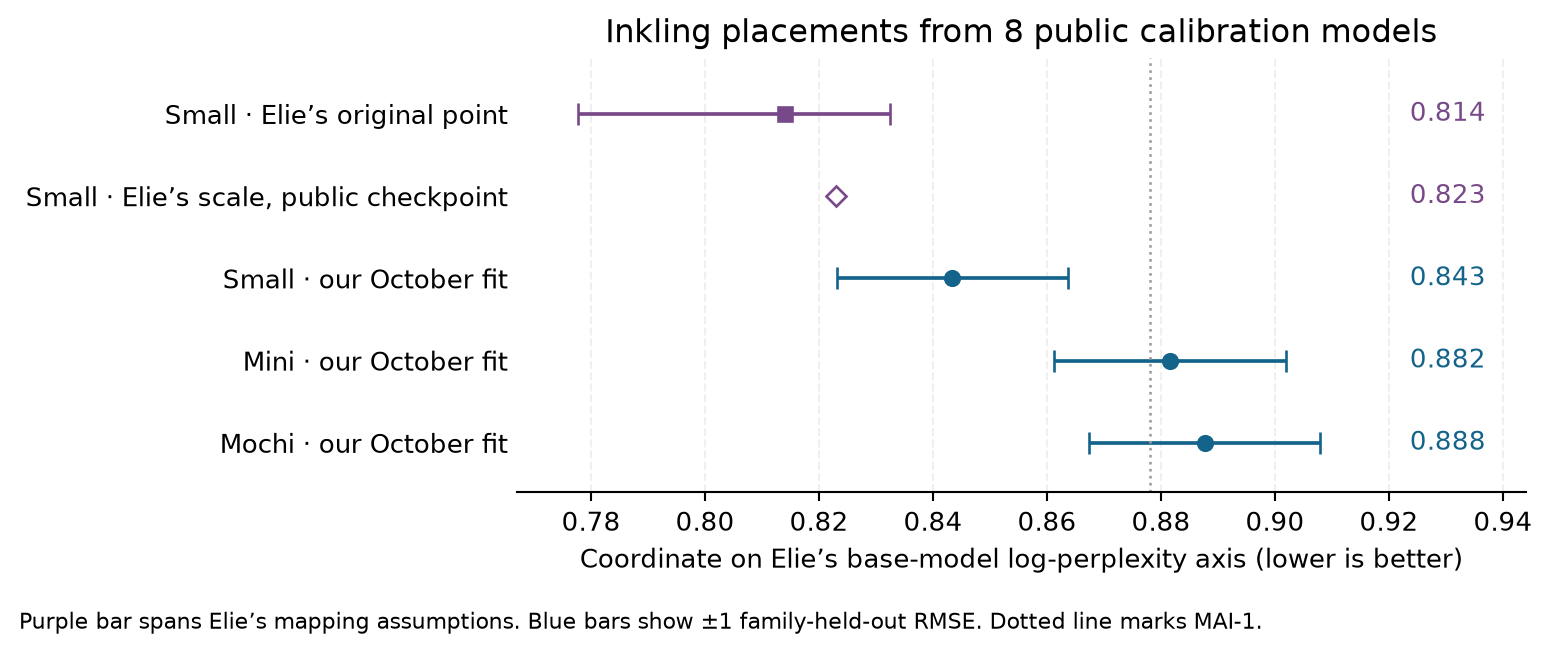 Inkling placements from 8 public calibration models
Small · Elie’s original point
0.814
Small · Elie’s scale, public checkpoint
0.823
Small · our October fit
0.843
Mini · our October fit
0.882
Mochi · our October fit
0.888
0.78 0.80 0.82 0.84 0.86 0.88 0.90 0.92 0.94
Coordinate on Elie’s base-model log-perplexity axis (lower is better)
Purple bar spans Elie’s mapping assumptions. Blue bars show ±1 family-held-out RMSE. Dotted line marks MAI-1.